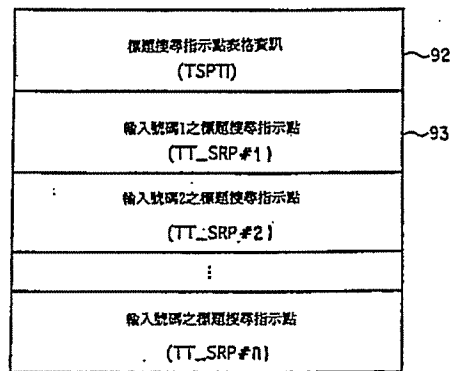 標題搜尋指示點表格資訊
(TSPTI)
92
輸入號碼1之標題搜尋指示點
(TT_SRP#1)
93
輸入號碼2之標題搜尋指示點
(TT_SRP#2)
⋮
輸入號碼之標題搜尋指示點
(TT_SRP#n)